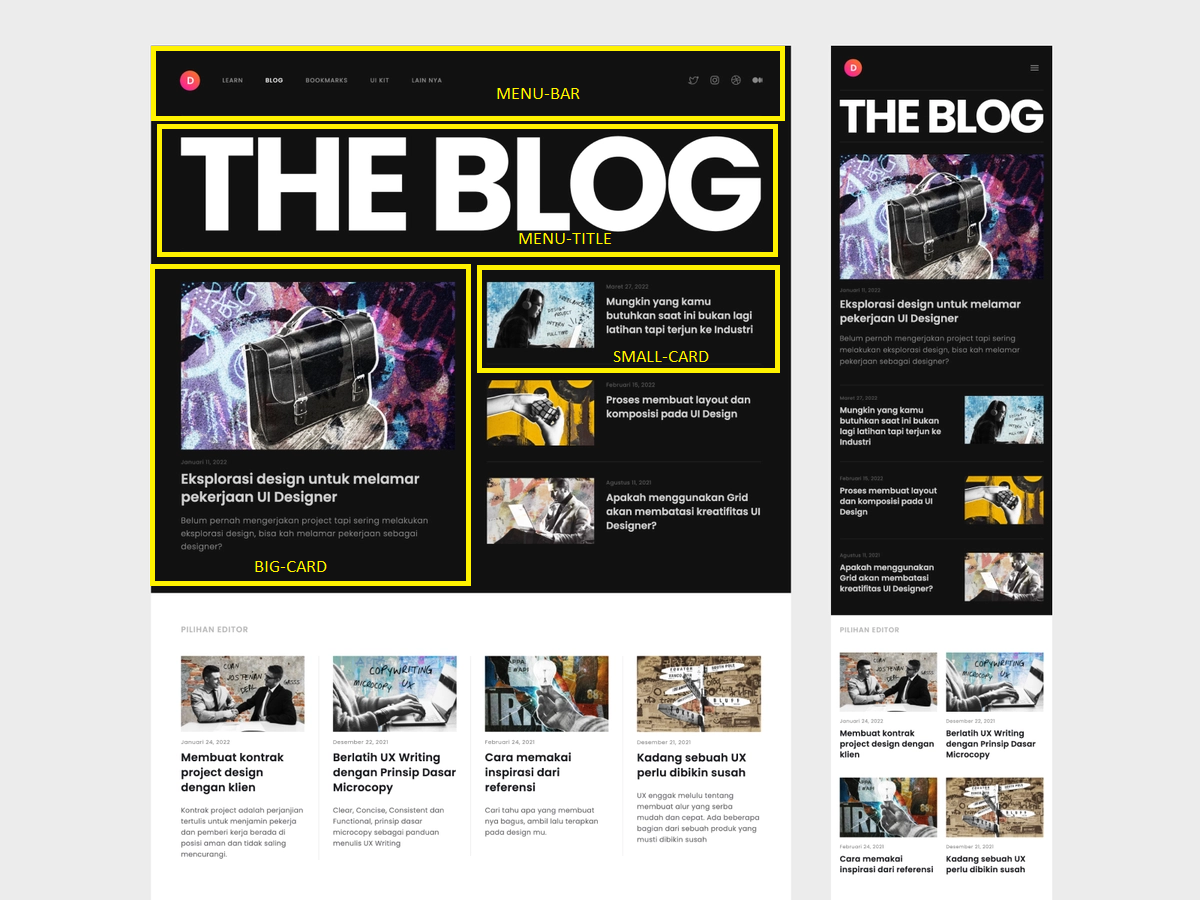 D
LEARN
BLOG
BOOKMARKS
UI KIT
LAIN NYA
MENU-BAR
THE BLOG
MENU-TITLE
Januari 11, 2022
Eksplorasi design untuk melamar
pekerjaan UI Designer
Belum pernah mengerjakan project tapi sering melakukan
eksplorasi design, bisa kah melamar pekerjaan sebagai
designer?
BIG-CARD
Maret 27, 2022
Mungkin yang kamu
butuhkan saat ini bukan lagi
latihan tapi terjun ke Industri
SMALL-CARD
Februari 19, 2022
Proses membuat layout dan
komposisi pada UI Design
Agustus 11, 2021
Apakah menggunakan Grid
akan membatasi kreatifitas UI
Designer?
PILIHAN EDITOR
Januari 24, 2022
Membuat kontrak
project design
dengan klien
Kontrak project adalah perjanjian
tertulis untuk menjamin pekerja
dan pemberi kerja berada di
posisi aman dan tidak saling
mencurangi.
COPYWRITING
MICROCOPY UX
Desember 22, 2021
Berlatih UX Writing
dengan Prinsip Dasar
Microcopy
Clear, Concise, Consistent dan
Functional, prinsip dasar
microcopy sebagai panduan
menulis UX Writing
Februari 24, 2021
Cara memakai
inspirasi dari
referensi
Cari tahu apa yang membuat
nya bogus, ambil lalu terapkan
pada design mu.
Desember 21, 2021
Kadang sebuah UX
perlu dibikin susah
UX enggak melulu tentang
membuat alur yang serba
mudah dan cepat. Ada beberapa
bagian dari sebuah produk yang
musti dibikin susah
D
THE BLOG
Januari 11, 2022
Eksplorasi design untuk melamar
pekerjaan UI Designer
Belum pernah mengerjakan project tapi sering
melakukan eksplorasi design, bisa kah melamar
pekerjaan sebagai designer?
Maret 27, 2022
Mungkin yang kamu
butuhkan saat ini bukan
lagi latihan tapi terjun ke
Industri
Februari 19, 2022
Proses membuat layout
dan komposisi pada UI
Design
Agustus 11, 2021
Apakah menggunakan
Grid akan membatasi
kreatifitas UI Designer?
PILIHAN EDITOR
Januari 24, 2022
Membuat kontrak
project design dengan
klien
COPYWRITING
MICROCOPY UX
Desember 22, 2021
Berlatih UX Writing
dengan Prinsip Dasar
Microcopy
Februari 24, 2021
Cara memakai
inspirasi dari referensi
Desember 21, 2021
Kadang sebuah UX
perlu dibikin susah